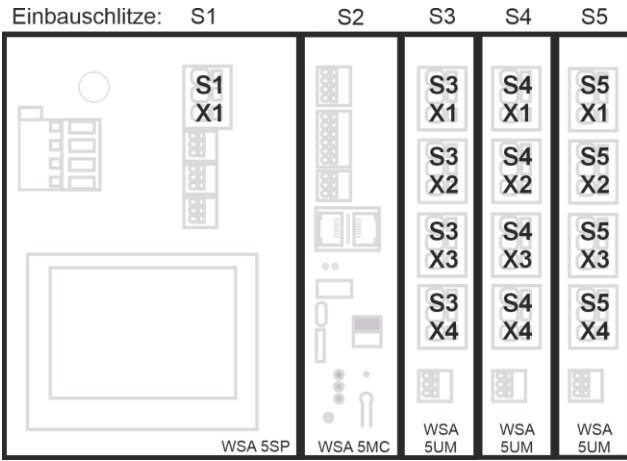 Einbauschlitze: S1 S2 S3 S4 S5
S1 S3 S4 S5
X1 X1 X1 X1
S3 S4 S5
X2 X2 X2
S3 S4 S5
X3 X3 X3
S3 S4 S5
X4 X4 X4
WSA WSA WSA
WSA 5SP WSA 5MC 5UM 5UM 5UM